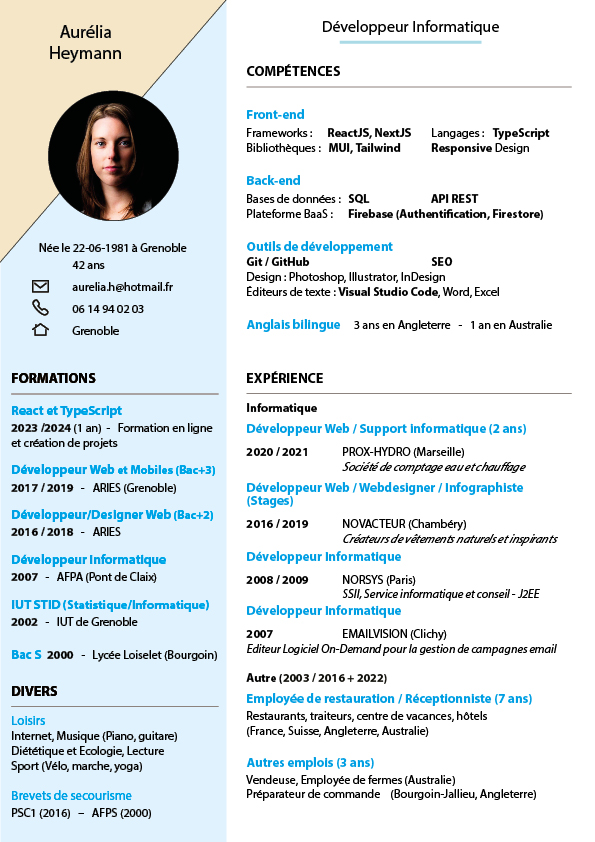 Aurélia
Heymann
Née le 22-06-1981 à Grenoble
42 ans
aurelia.h@hotmail.fr
06 14 94 02 03
Grenoble
FORMATIONS
React et TypeScript
2023 /2024 (1 an) - Formation en ligne
et création de projets
Développeur Web et Mobiles (Bac+3)
2017 / 2019 - ARIES (Grenoble)
Développeur/Designer Web (Bac+2)
2016 / 2018 - ARIES
Développeur Informatique
2007 - AFPA (Pont de Claix)
IUT STID (Statistique/Informatique)
2002 - IUT de Grenoble
Bac S 2000 - Lycée Loiselet (Bourgoin)
DIVERS
Loisirs
Internet, Musique (Piano, guitare)
Diététique et Ecologie, Lecture
Sport (Vélo, marche, yoga)
Brevets de secourisme
PSC1 (2016) – AFPS (2000)
Développeur Informatique
COMPÉTENCES
Front-end
Frameworks : ReactJS, NextJS Langages : TypeScript
Bibliothèques : MUI, Tailwind Responsive Design
Back-end
Bases de données : SQL API REST
Plateforme BaaS : Firebase (Authentification, Firestore)
Outils de développement
Git / GitHub SEO
Design : Photoshop, Illustrator, InDesign
Éditeurs de texte : Visual Studio Code, Word, Excel
Anglais bilingue 3 ans en Angleterre - 1 an en Australie
EXPÉRIENCE
Informatique
Développeur Web / Support informatique (2 ans)
2020 / 2021 PROX-HYDRO (Marseille)
Société de comptage eau et chauffage
Développeur Web / Webdesigner / Infographiste
(Stages)
2016 / 2019 NOVACTEUR (Chambéry)
Créateurs de vêtements naturels et inspirants
Développeur Informatique
2008 / 2009 NORSYS (Paris)
SSII, Service informatique et conseil - J2EE
Développeur Informatique
2007 EMAILVISION (Clichy)
Editeur Logiciel On-Demand pour la gestion de campagnes email
Autre (2003 / 2016 + 2022)
Employée de restauration / Réceptionniste (7 ans)
Restaurants, traiteurs, centre de vacances, hôtels
(France, Suisse, Angleterre, Australie)
Autres emplois (3 ans)
Vendeuse, Employée de fermes (Australie)
Préparateur de commande (Bourgoin-Jallieu, Angleterre)